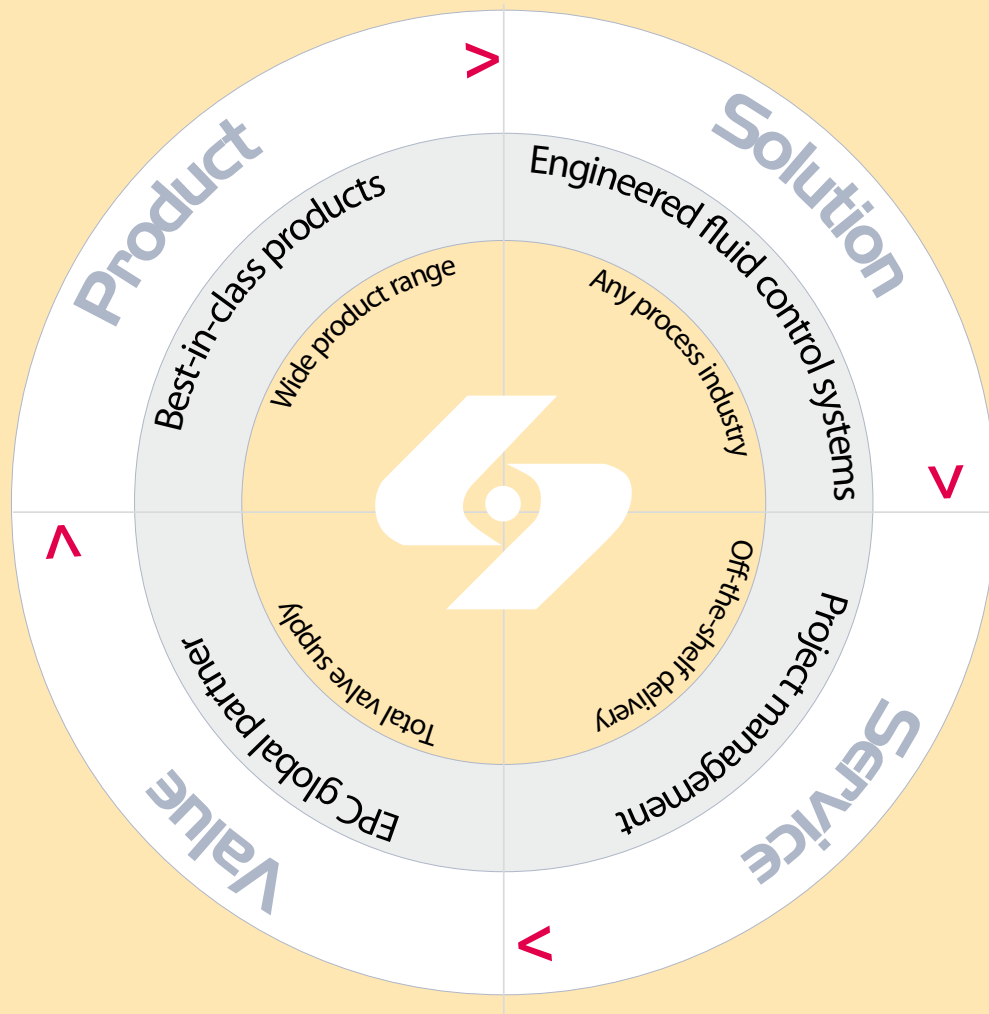 Product
Best-in-class products
Wide product range
>
Solution
Engineered fluid control systems
Any process industry
>
Service
Project management
Off-the-shelf delivery
>
Value
EPC global partner
Total valve supply
>